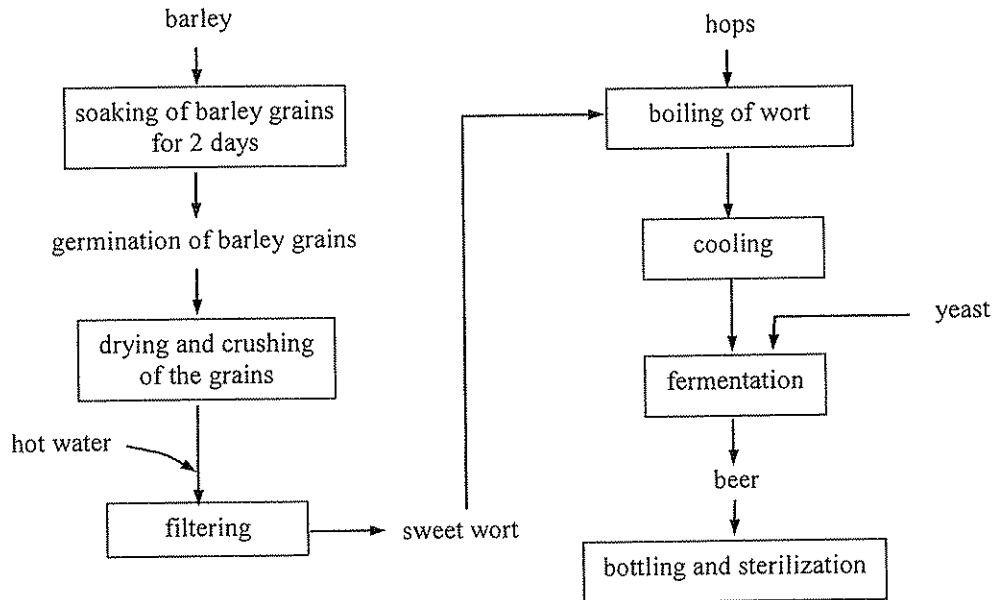 barley
soaking of barley grains
for 2 days
germination of barley grains
drying and crushing
of the grains
hot water
filtering
sweet wort
hops
boiling of wort
cooling
yeast
fermentation
beer
bottling and sterilization